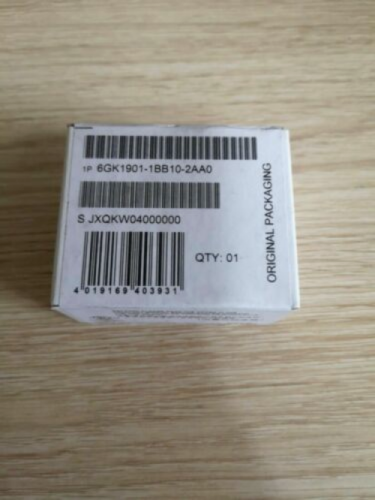 1P 6GK1901-1BB10-2AA0
S JXQKW04000000
QTY: 01
4 019169 403931
ORIGINAL PACKAGING